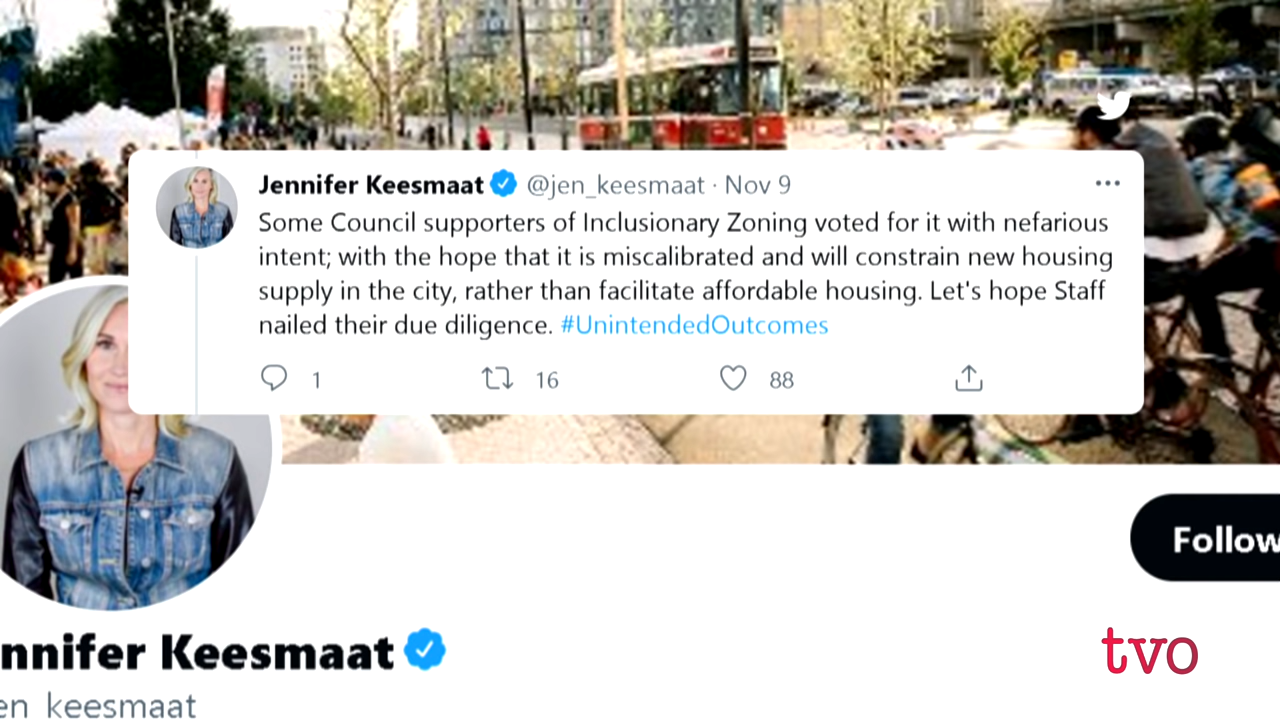 Jennifer Keesmaat @jen_keesmaat · Nov 9
Some Council supporters of Inclusionary Zoning voted for it with nefarious
intent; with the hope that it is miscalibrated and will constrain new housing
supply in the city, rather than facilitate affordable housing. Let's hope Staff
nailed their due diligence. #UnintendedOutcomes
1 16 88
Follow
nnifer Keesmaat
en_keesmaat
tvo